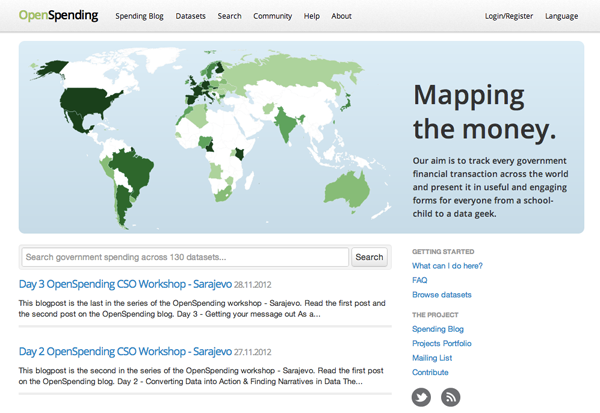 OpenSpending
Spending Blog Datasets Search Community Help About
Login/Register Language
Mapping
the money.
Our aim is to track every government
financial transaction across the world
and present it in useful and engaging
forms for everyone from a school-
child to a data geek.
Search government spending across 130 datasets...
Search
Day 3 OpenSpending CSO Workshop - Sarajevo 28.11.2012
This blogpost is the last in the series of the OpenSpending workshop - Sarajevo. Read the first post and the
second post on the OpenSpending blog. Day 3 - Getting your message out As a...
Day 2 OpenSpending CSO Workshop - Sarajevo 27.11.2012
This blogpost is the second in the series of the OpenSpending workshop - Sarajevo. Read the first post
on the OpenSpending blog. Day 2 - Converting Data into Action & Finding Narratives in Data The...
GETTING STARTED
What can I do here?
FAQ
Browse datasets
THE PROJECT
Spending Blog
Projects Portfolio
Mailing List
Contribute